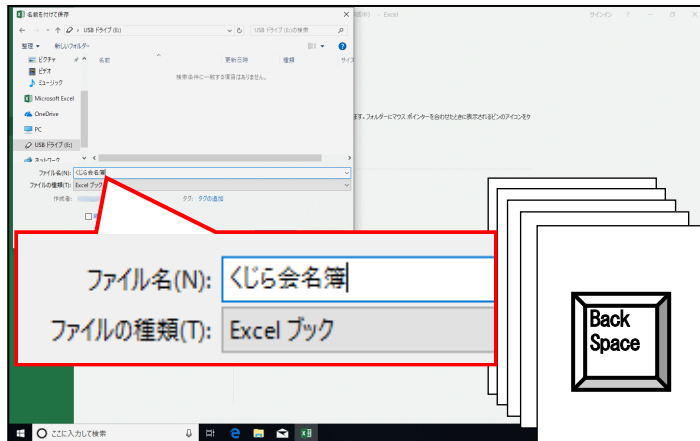 名前を付けて保存
Excel
サインイン
USB ドライブ (E:)
USB ドライブ (E:)の検索
整理
新しいフォルダー
ピクチャ
名前
更新日時
種類
サイズ
ビデオ
検索条件に一致する項目はありません。
ミュージック
Microsoft Excel
OneDrive
ます。フォルダーにマウス ポインターを合わせたときに表示されるピンのアイコンをク
PC
USB ドライブ (E:)
ネットワーク
ファイル名(N): くじら会名簿
ファイルの種類(T): Excel ブック
作成者:
タグ: タグの追加
ファイル名(N): くじら会名簿
ファイルの種類(T): Excel ブック
Back
Space
ここに入力して検索